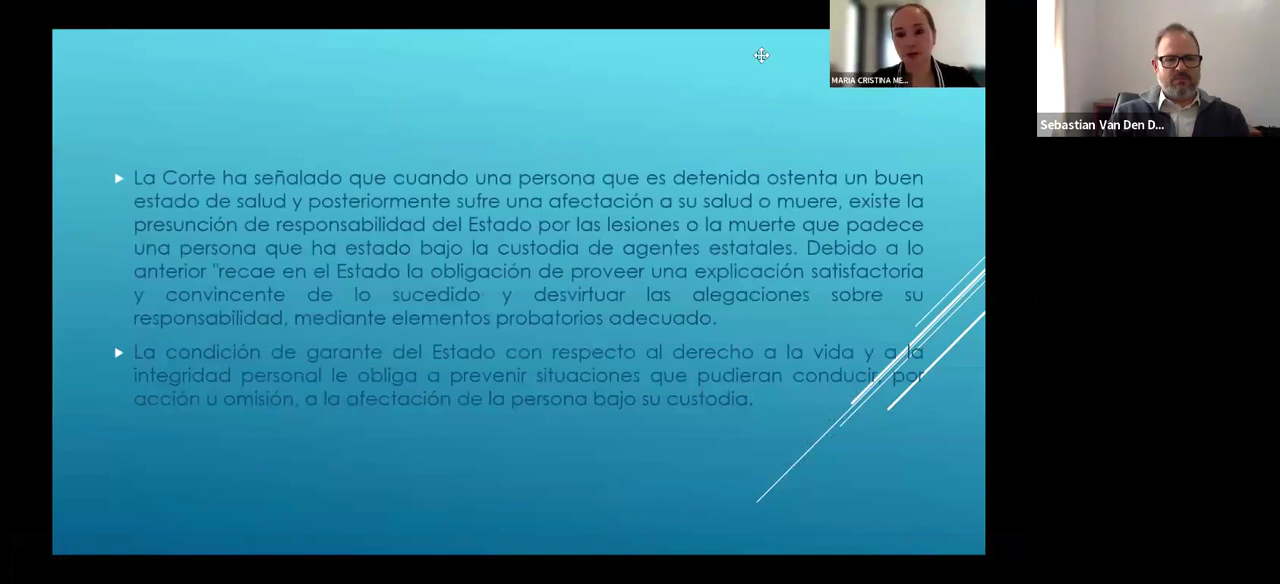 MARIA CRISTINA ME...
Sebastian Van Den D...
La Corte ha señalado que cuando una persona que es detenida ostenta un buen
estado de salud y posteriormente sufre una afectación a su salud o muere, existe la
presunción de responsabilidad del Estado por las lesiones o la muerte que padece
una persona que ha estado bajo la custodia de agentes estatales. Debido a lo
anterior "recae en el Estado la obligación de proveer una explicación satisfactoria
y convincente de lo sucedido y desvirtuar las alegaciones sobre su
responsabilidad, mediante elementos probatorios adecuado.
La condición de garante del Estado con respecto al derecho a la vida y a la
integridad personal le obliga a prevenir situaciones que pudieran conducir, por
acción u omisión, a la afectación de la persona bajo su custodia.